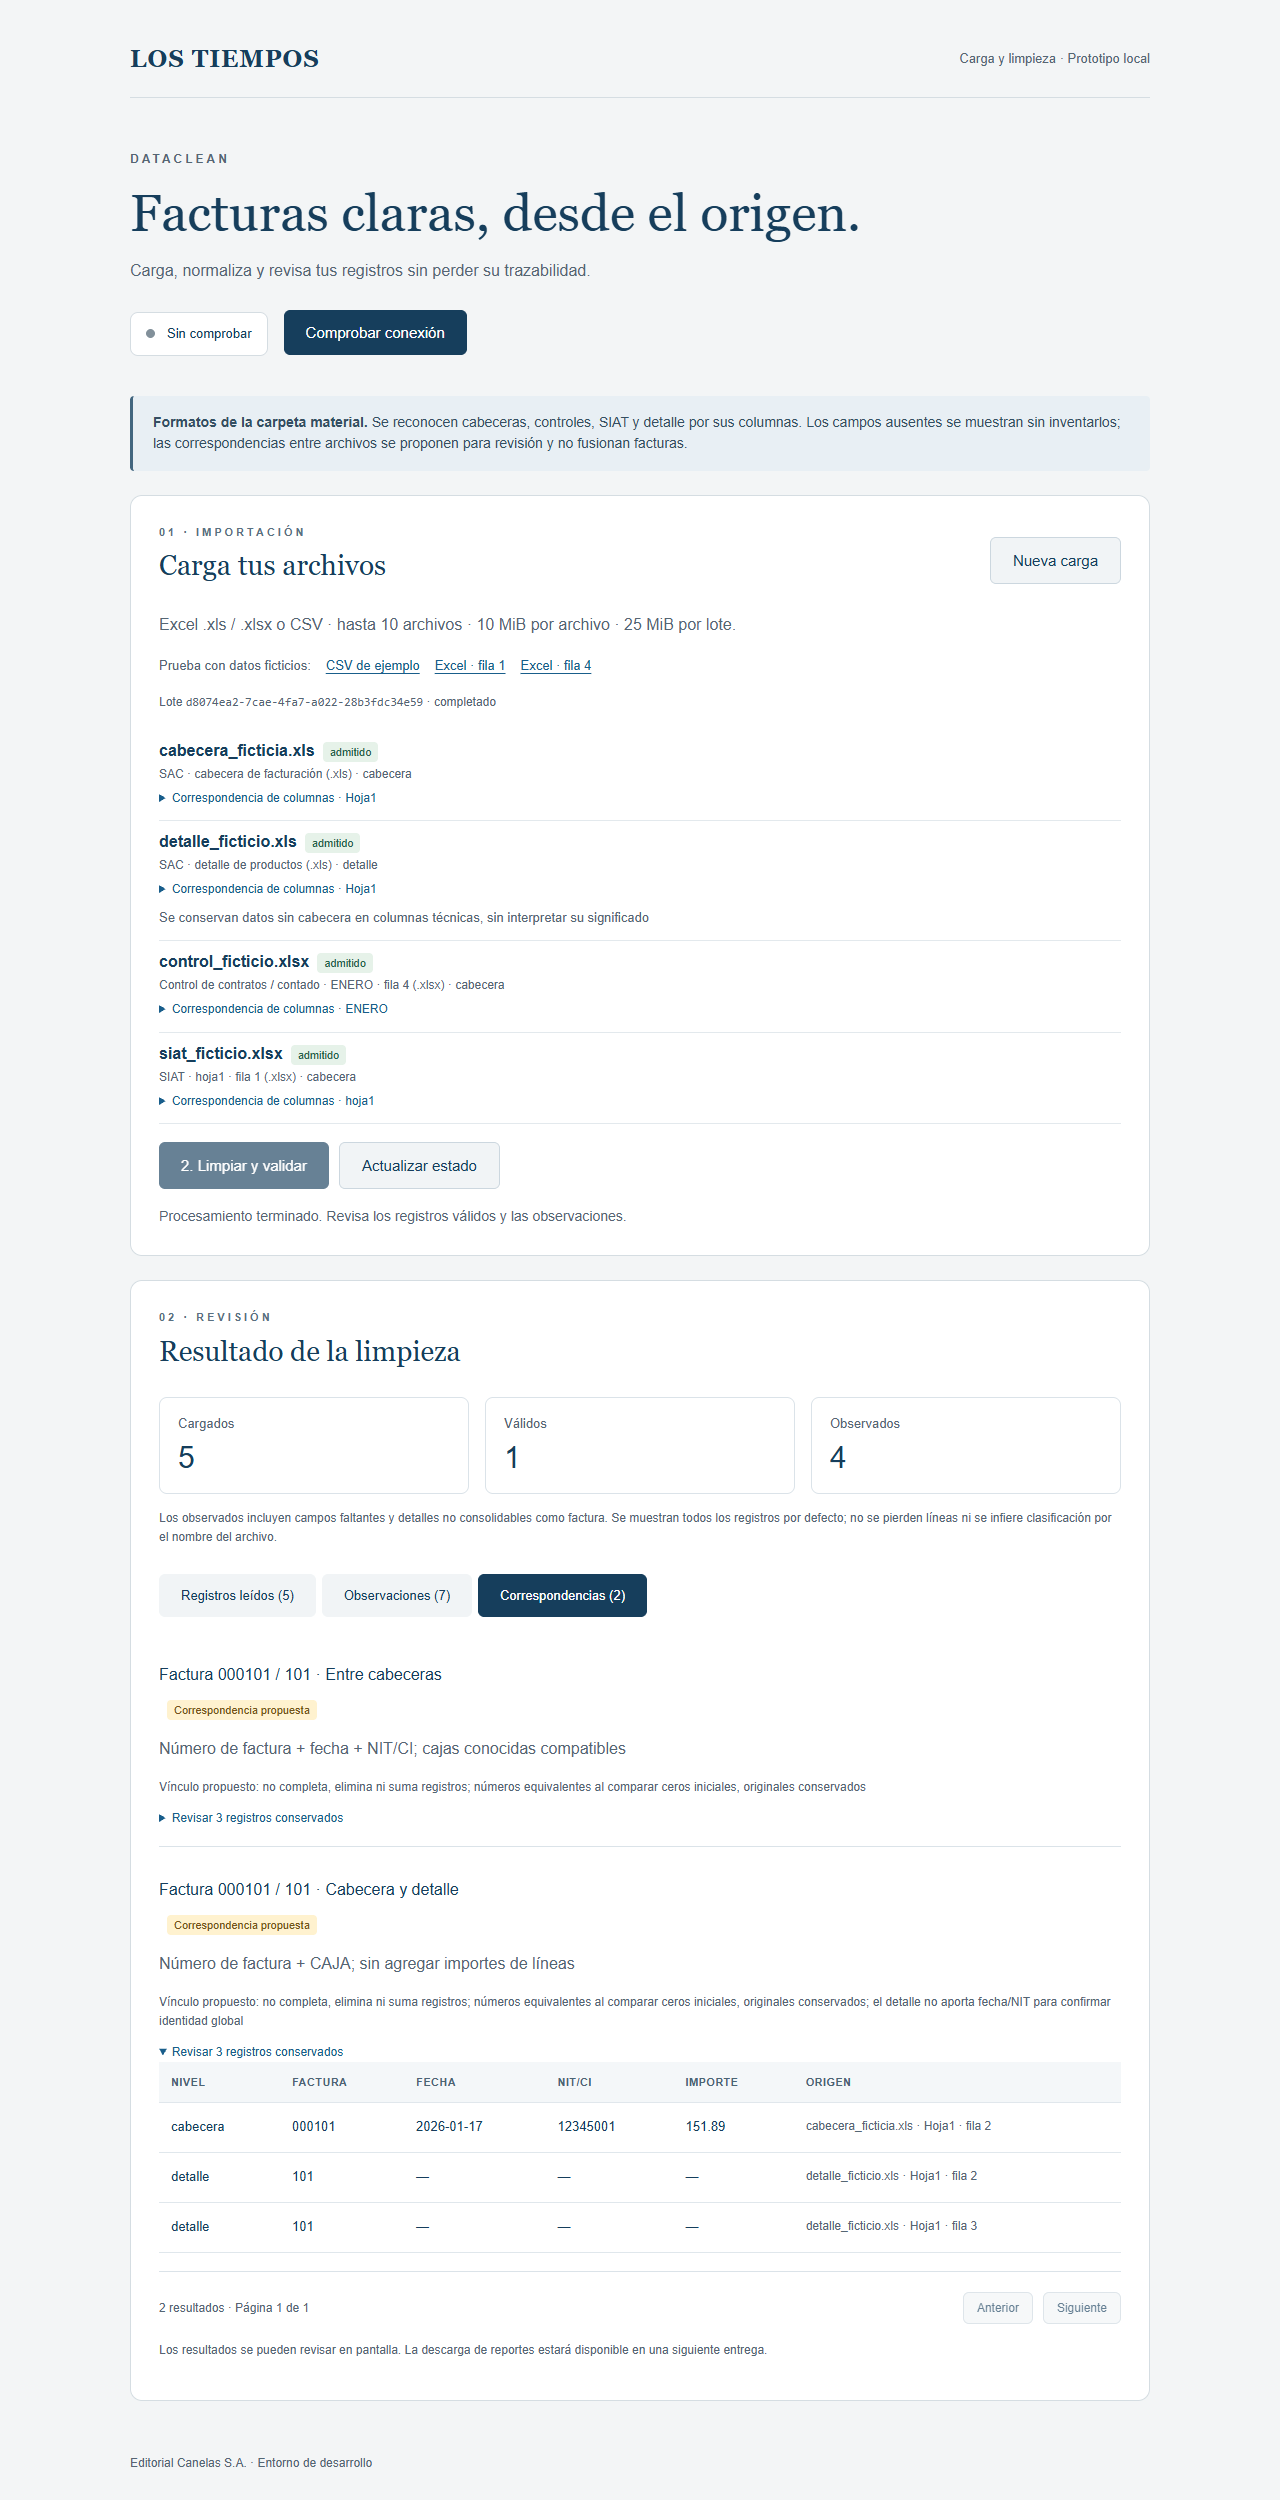 LOS TIEMPOS
Carga y limpieza · Prototipo local
DATACLEAN
Facturas claras, desde el origen.
Carga, normaliza y revisa tus registros sin perder su trazabilidad.
Sin comprobar
Comprobar conexión
Formatos de la carpeta material. Se reconocen cabeceras, controles, SIAT y detalle por sus columnas. Los campos ausentes se muestran sin inventarlos;
las correspondencias entre archivos se proponen para revisión y no fusionan facturas.
01 · IMPORTACIÓN
Carga tus archivos
Nueva carga
Excel .xls / .xlsx o CSV · hasta 10 archivos · 10 MiB por archivo · 25 MiB por lote.
Prueba con datos ficticios: CSV de ejemplo Excel · fila 1 Excel · fila 4
Lote d8074ea2-7cae-4fa7-a022-28b3fdc34e59 · completado
cabecera_ficticia.xls admitido
SAC · cabecera de facturación (.xls) · cabecera
▶ Correspondencia de columnas · Hoja1
detalle_ficticio.xls admitido
SAC · detalle de productos (.xls) · detalle
▶ Correspondencia de columnas · Hoja1
Se conservan datos sin cabecera en columnas técnicas, sin interpretar su significado
control_ficticio.xlsx admitido
Control de contratos / contado · ENERO · fila 4 (.xlsx) · cabecera
▶ Correspondencia de columnas · ENERO
siat_ficticio.xlsx admitido
SIAT · hoja1 · fila 1 (.xlsx) · cabecera
▶ Correspondencia de columnas · hoja1
2. Limpiar y validar
Actualizar estado
Procesamiento terminado. Revisa los registros válidos y las observaciones.
02 · REVISIÓN
Resultado de la limpieza
Cargados
5
Válidos
1
Observados
4
Los observados incluyen campos faltantes y detalles no consolidables como factura. Se muestran todos los registros por defecto; no se pierden líneas ni se infiere clasificación por
el nombre del archivo.
Registros leídos (5)
Observaciones (7)
Correspondencias (2)
Factura 000101 / 101 · Entre cabeceras
Correspondencia propuesta
Número de factura + fecha + NIT/CI; cajas conocidas compatibles
Vínculo propuesto: no completa, elimina ni suma registros; números equivalentes al comparar ceros iniciales, originales conservados
▶ Revisar 3 registros conservados
Factura 000101 / 101 · Cabecera y detalle
Correspondencia propuesta
Número de factura + CAJA; sin agregar importes de líneas
Vínculo propuesto: no completa, elimina ni suma registros; números equivalentes al comparar ceros iniciales, originales conservados; el detalle no aporta fecha/NIT para confirmar
identidad global
▼ Revisar 3 registros conservados
NIVEL FACTURA FECHA NIT/CI IMPORTE ORIGEN
cabecera 000101 2026-01-17 12345001 151.89 cabecera_ficticia.xls · Hoja1 · fila 2
detalle 101 — — — detalle_ficticio.xls · Hoja1 · fila 2
detalle 101 — — — detalle_ficticio.xls · Hoja1 · fila 3
2 resultados · Página 1 de 1
Anterior
Siguiente
Los resultados se pueden revisar en pantalla. La descarga de reportes estará disponible en una siguiente entrega.
Editorial Canelas S.A. · Entorno de desarrollo